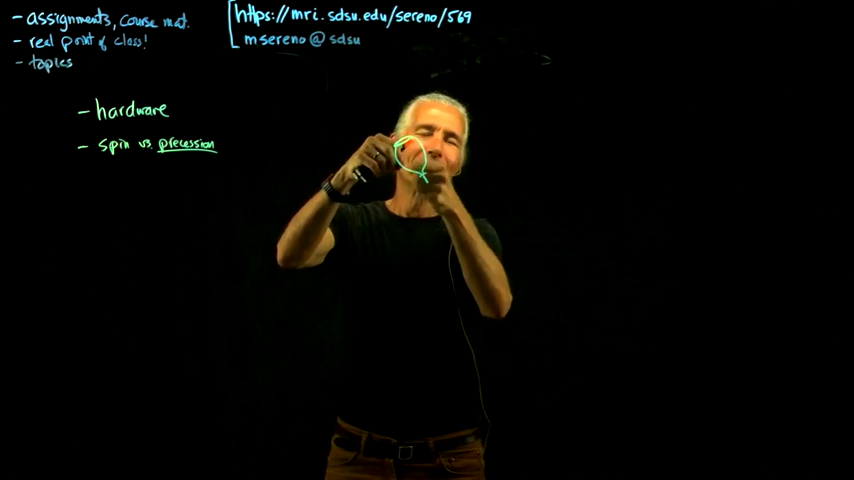 - assignments, course mat.
- real point of class!
- topics
https://mri.sdsu.edu/sereno/569
msereno@sdsu
- hardware
- spin vs. precession